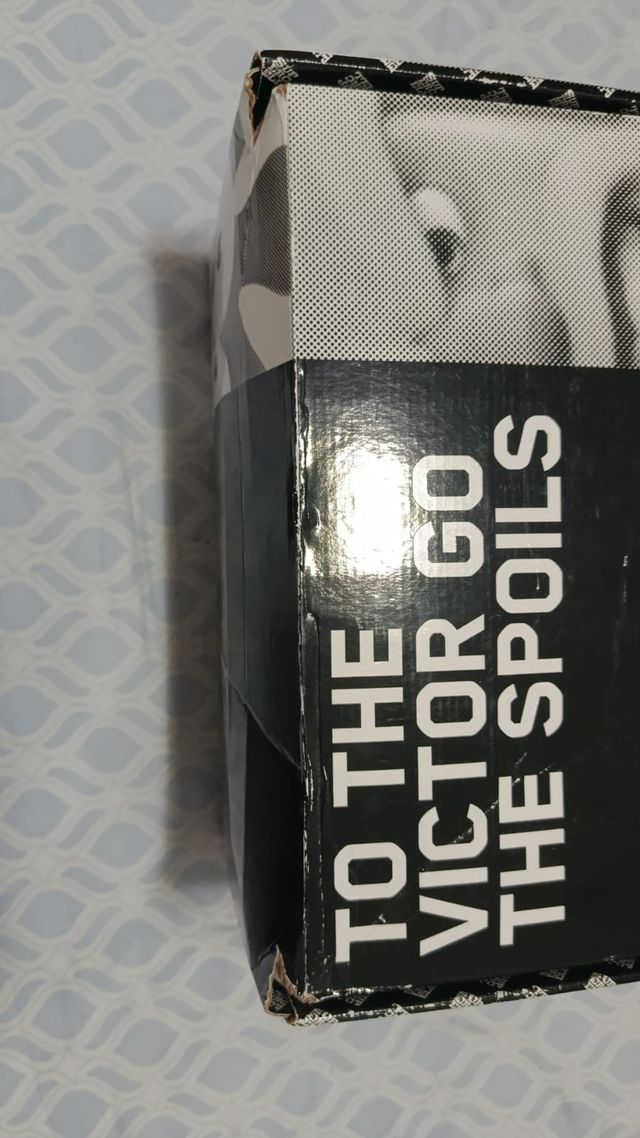 TO THE
VICTOR GO
THE SPOILS